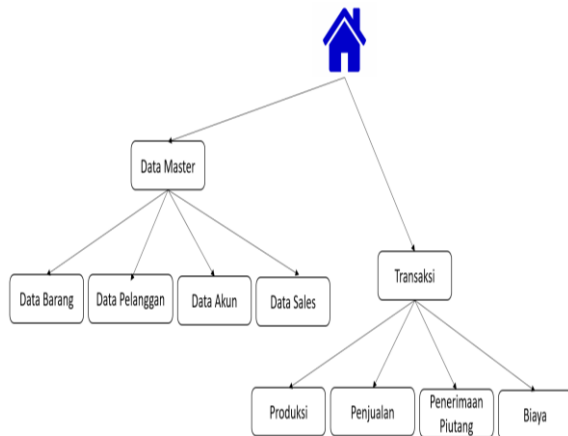 Data Master
Data Barang
Data Pelanggan
Data Akun
Data Sales
Transaksi
Produksi
Penjualan
Penerimaan
Piutang
Biaya